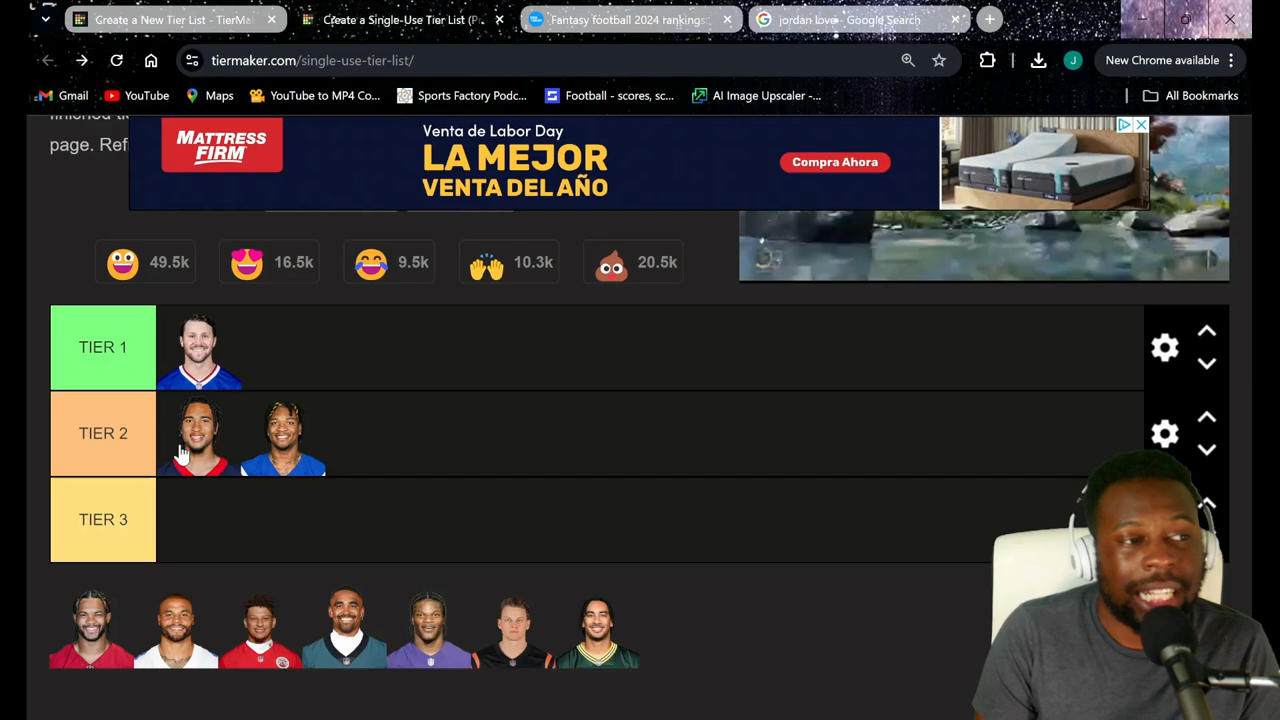 Create a New Tier List - TierMa
Create a Single-Use Tier List (P
Fantasy football 2024 rankings:
jordan love - Google Search
tiermaker.com/single-use-tier-list/
J
New Chrome available
Gmail
YouTube
Maps
YouTube to MP4 Co...
Sports Factory Podc...
Football - scores, sc...
AI Image Upscaler -...
All Bookmarks
page. Ref
MATTRESS
FIRM
Venta de Labor Day
LA MEJOR
VENTA DEL AÑO
Compra Ahora
49.5k
16.5k
9.5k
10.3k
20.5k
TIER 1
TIER 2
TIER 3